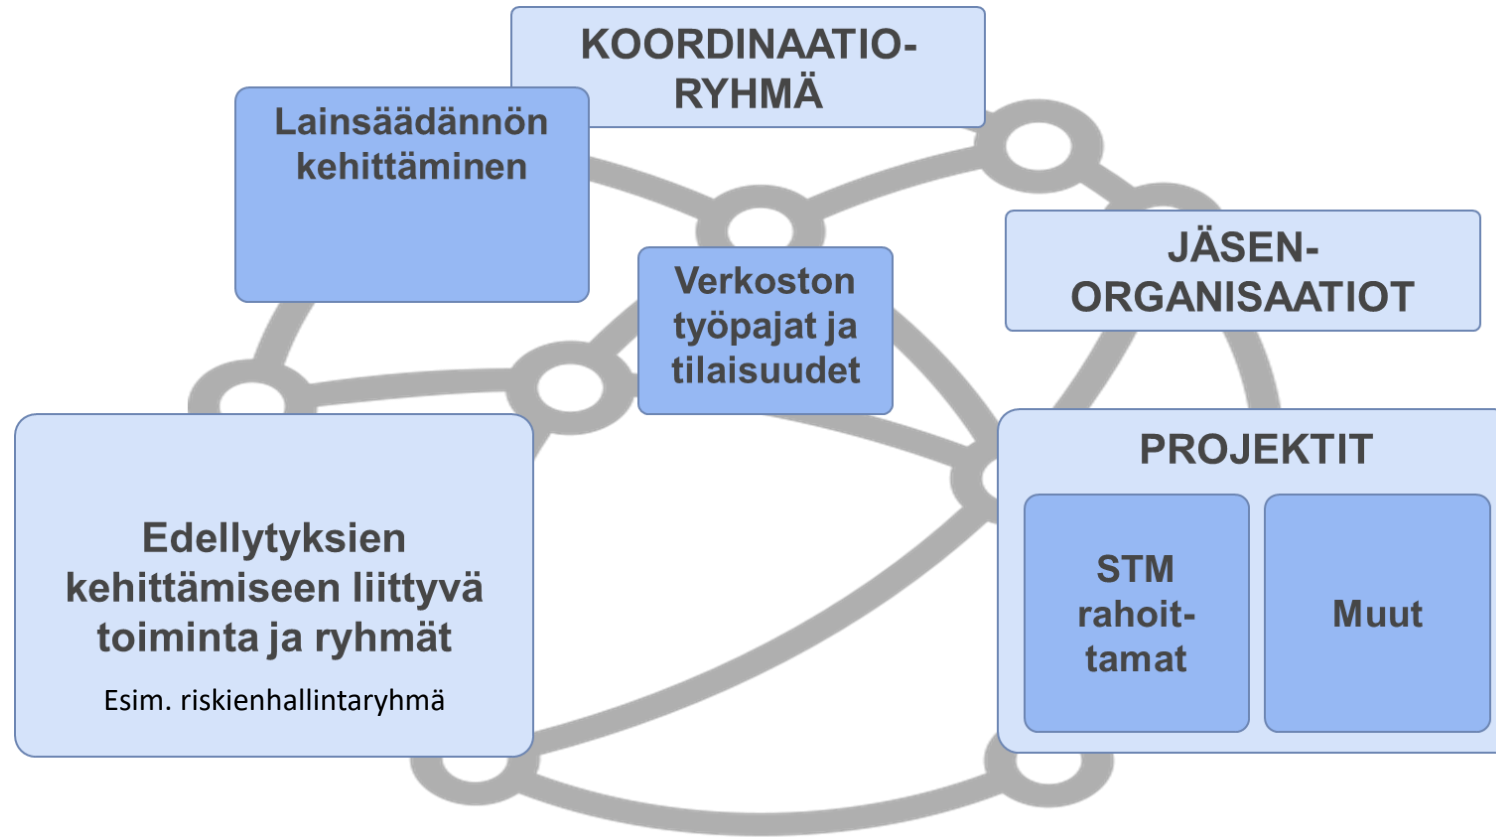 KOORDINAATIO-
RYHMÄ
Lainsäädännön
kehittäminen
JÄSEN-
ORGANISAATIOT
Verkoston
työpajat ja
tilaisuudet
PROJEKTIT
STM
rahoit-
tamat
Muut
Edellytyksien
kehittämiseen liittyvä
toiminta ja ryhmät
Esim. riskienhallintaryhmä